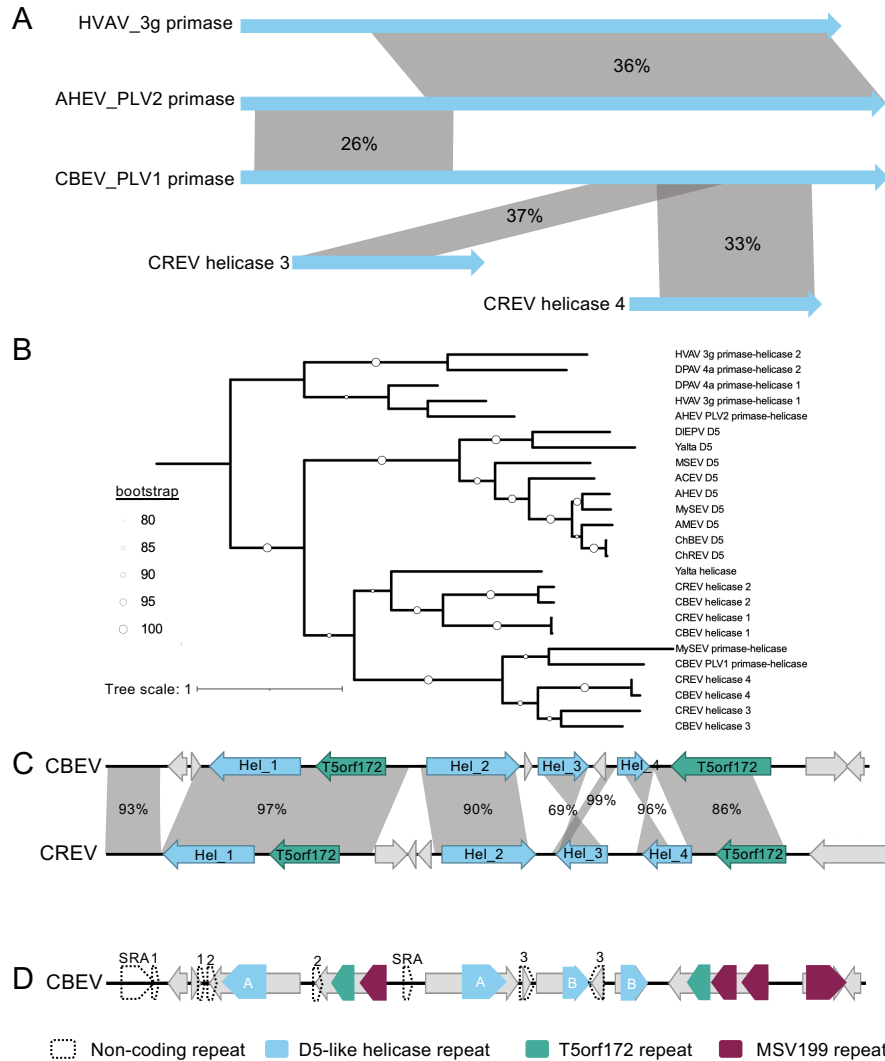 A
HVAV_3g primase
36%
AHEV_PLV2 primase
26%
CBEV_PLV1 primase
37%
CREV helicase 3
33%
CREV helicase 4
B
HVAV 3g primase-helicase 2
DPAV 4a primase-helicase 2
DPAV 4a primase-helicase 1
HVAV 3g primase-helicase 1
AHEV PLV2 primase-helicase
DIEPV D5
Yalta D5
MSEV D5
ACEV D5
AHEV D5
MySEV D5
AMEV D5
ChBEV D5
ChREV D5
Yalta helicase
CREV helicase 2
CBEV helicase 2
CREV helicase 1
CBEV helicase 1
MySEV primase-helicase
CBEV PLV1 primase-helicase
CREV helicase 4
CBEV helicase 4
CREV helicase 3
CBEV helicase 3
bootstrap
80
85
90
95
100
Tree scale: 1
C
CBEV Hel_1 T5orf172 Hel_2 Hel_3 Hel_4 T5orf172
93% 97% 90% 69% 99% 96% 86%
CREV Hel_1 T5orf172 Hel_2 Hel_3 Hel_4 T5orf172
D
SRA 1 1 2 2 SRA 3 3
CBEV A A B B
Non-coding repeat D5-like helicase repeat T5orf172 repeat MSV199 repeat